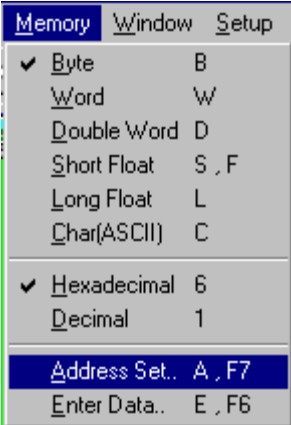 Memory Window Setup
✔ Byte B
Word W
Double Word D
Short Float S , F
Long Float L
Char(ASCII) C
✔ Hexadecimal 6
Decimal 1
Address Set.. A , F7
Enter Data.. E , F6